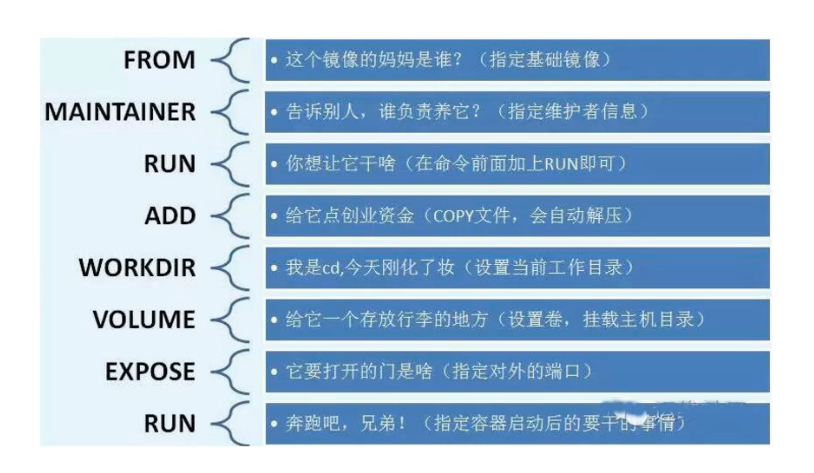 FROM • 这个镜像的妈妈是谁？（指定基础镜像）
MAINTAINER • 告诉别人，谁负责养它？（指定维护者信息）
RUN • 你想让它干啥（在命令前面加上RUN即可）
ADD • 给它点创业资金（COPY文件，会自动解压）
WORKDIR • 我是cd,今天刚化了妆（设置当前工作目录）
VOLUME • 给它一个存放行李的地方（设置卷，挂载主机目录）
EXPOSE • 它要打开的门是啥（指定对外的端口）
RUN • 奔跑吧，兄弟！（指定容器启动后的要干的事情）